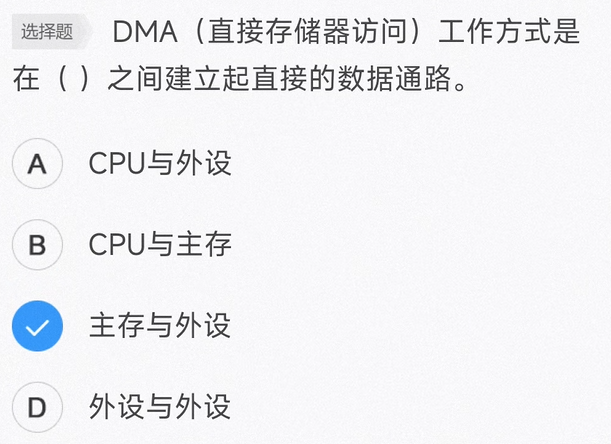 选择题 DMA（直接存储器访问）工作方式是
在（ ）之间建立起直接的数据通路。
A CPU与外设
B CPU与主存
主存与外设
D 外设与外设